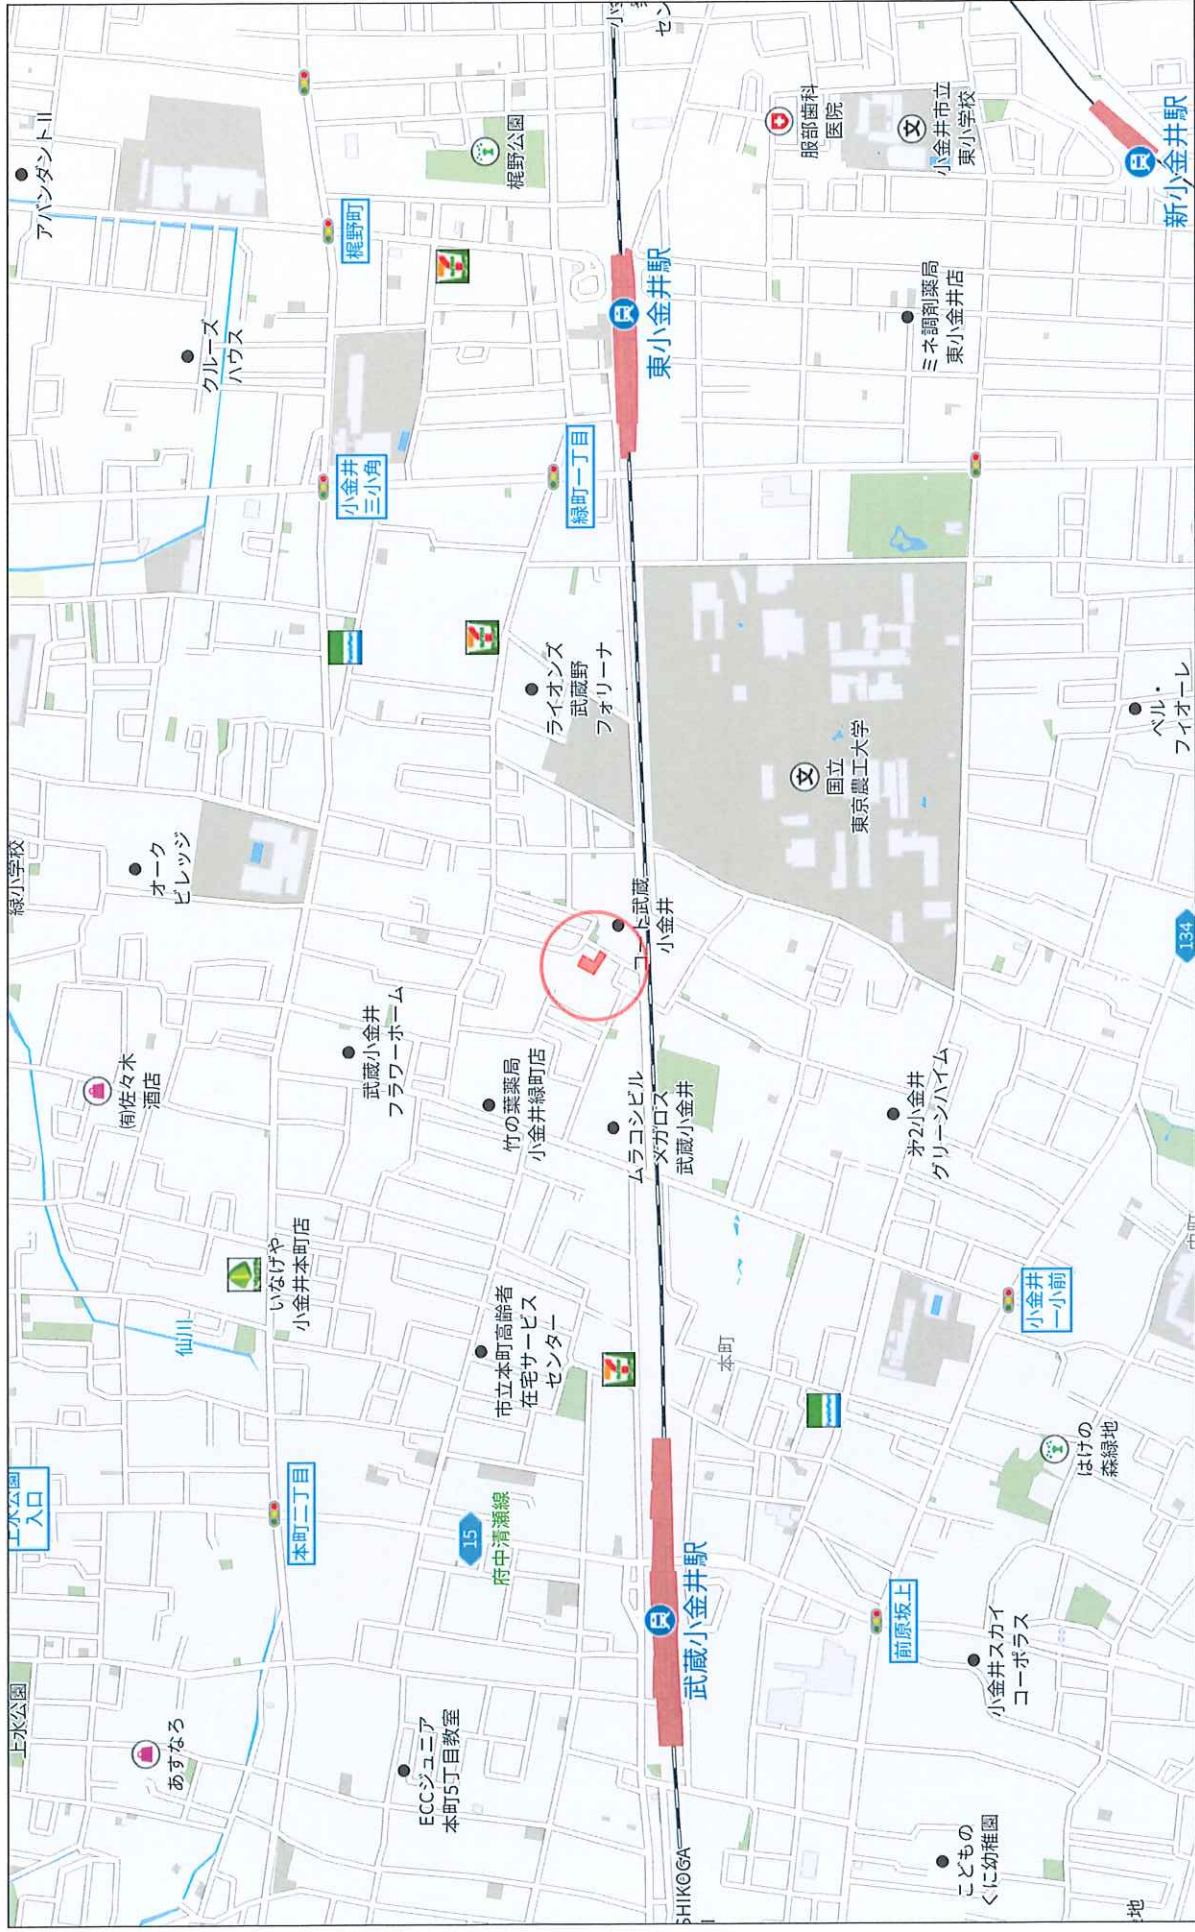 上水公園
あすなろ
上水公園
入口
本町二丁目
ECCジュニア
本町5丁目教室
15
府中清瀬線
仙川
いなげや
小金井本町店
市立本町高齢者
在宅サービス
センター
(有)佐々木
酒店
武蔵小金井
フラワーホーム
竹の葉薬局
小金井緑町店
ムラコシビル
メガロス
武蔵小金井
緑小学校
オーク
ビレッジ
コート武蔵
小金井
ライオンズ
武蔵野
フォリーナ
小金井
三小角
緑町一丁目
クルーズ
ハウス
アバンダントII
梶野町
梶野公園
東小金井駅
武蔵小金井駅
SHIKOGA
本町
前原坂上
小金井スカイ
コーポラス
こどもの
くに幼稚園
はけの
森緑地
小金井
一小前
第2小金井
グリーンハイム
文
国立
東京農工大学
134
ベル・
フィオーレ
ミネ調剤薬局
東小金井店
服部歯科
医院
文
小金井市立
東小学校
新小金井駅